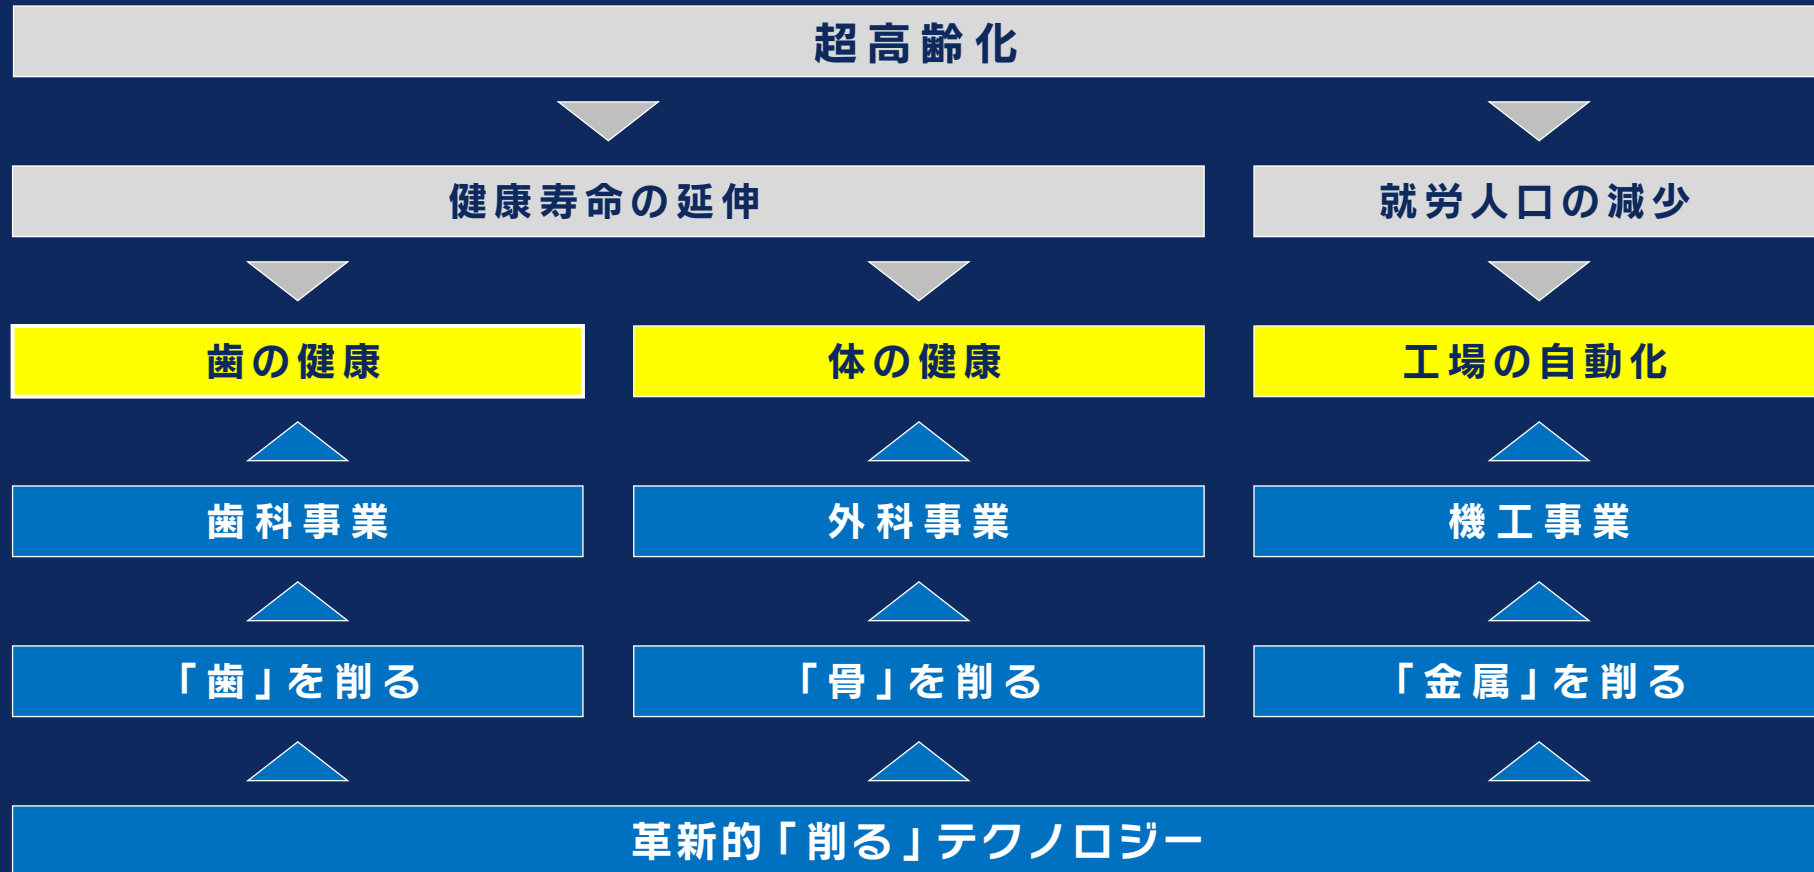 超高齢化
健康寿命の延伸
就労人口の減少
歯の健康
体の健康
工場の自動化
歯科事業
外科事業
機工事業
「歯」を削る
「骨」を削る
「金属」を削る
革新的「削る」テクノロジー